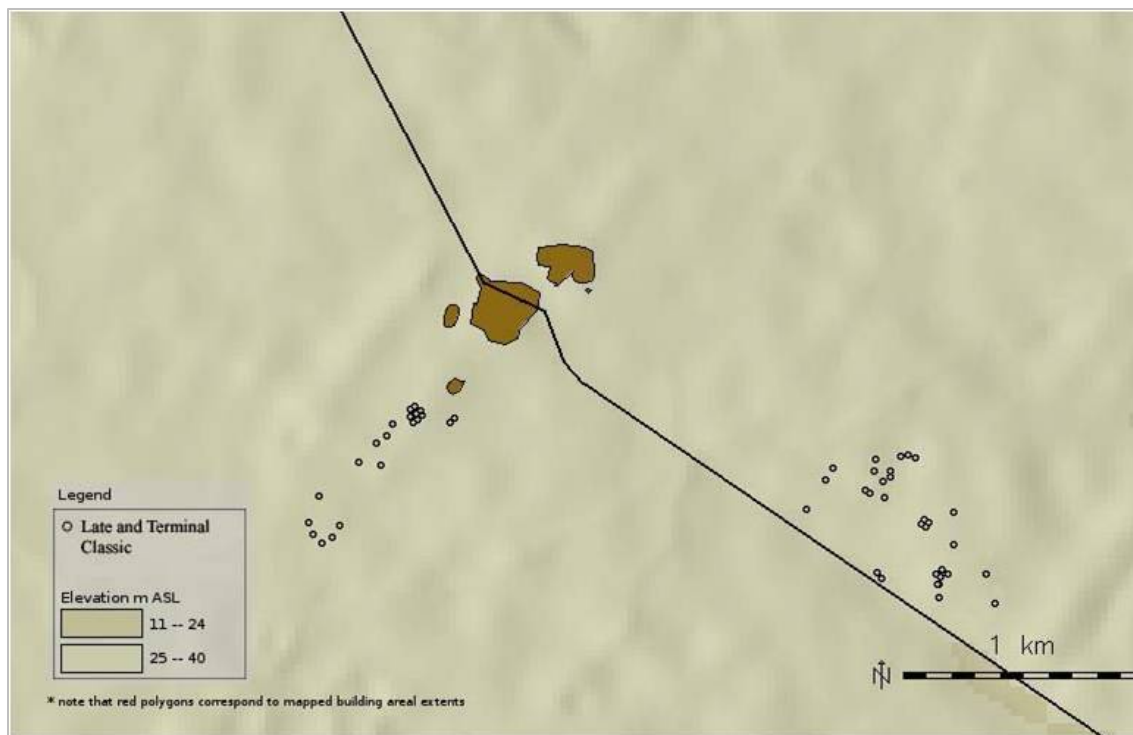 Legend
Late and Terminal
Classic
Elevation m ASL
11 -- 24
25 -- 40
* note that red polygons correspond to mapped building areal extents
1 km
N